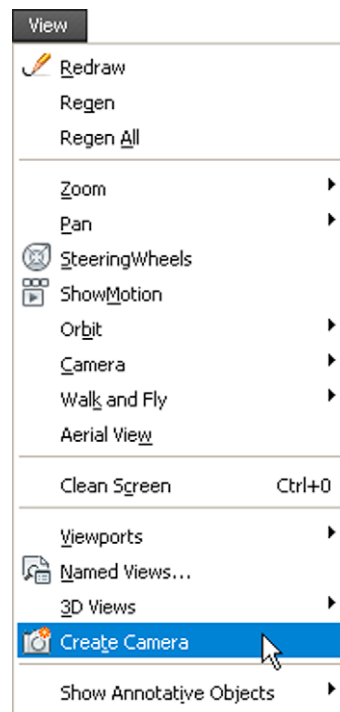 View
Redraw
Regen
Regen All
Zoom
Pan
SteeringWheels
ShowMotion
Orbit
Camera
Walk and Fly
Aerial View
Clean Screen Ctrl+0
Viewports
Named Views...
3D Views
Create Camera
Show Annotative Objects